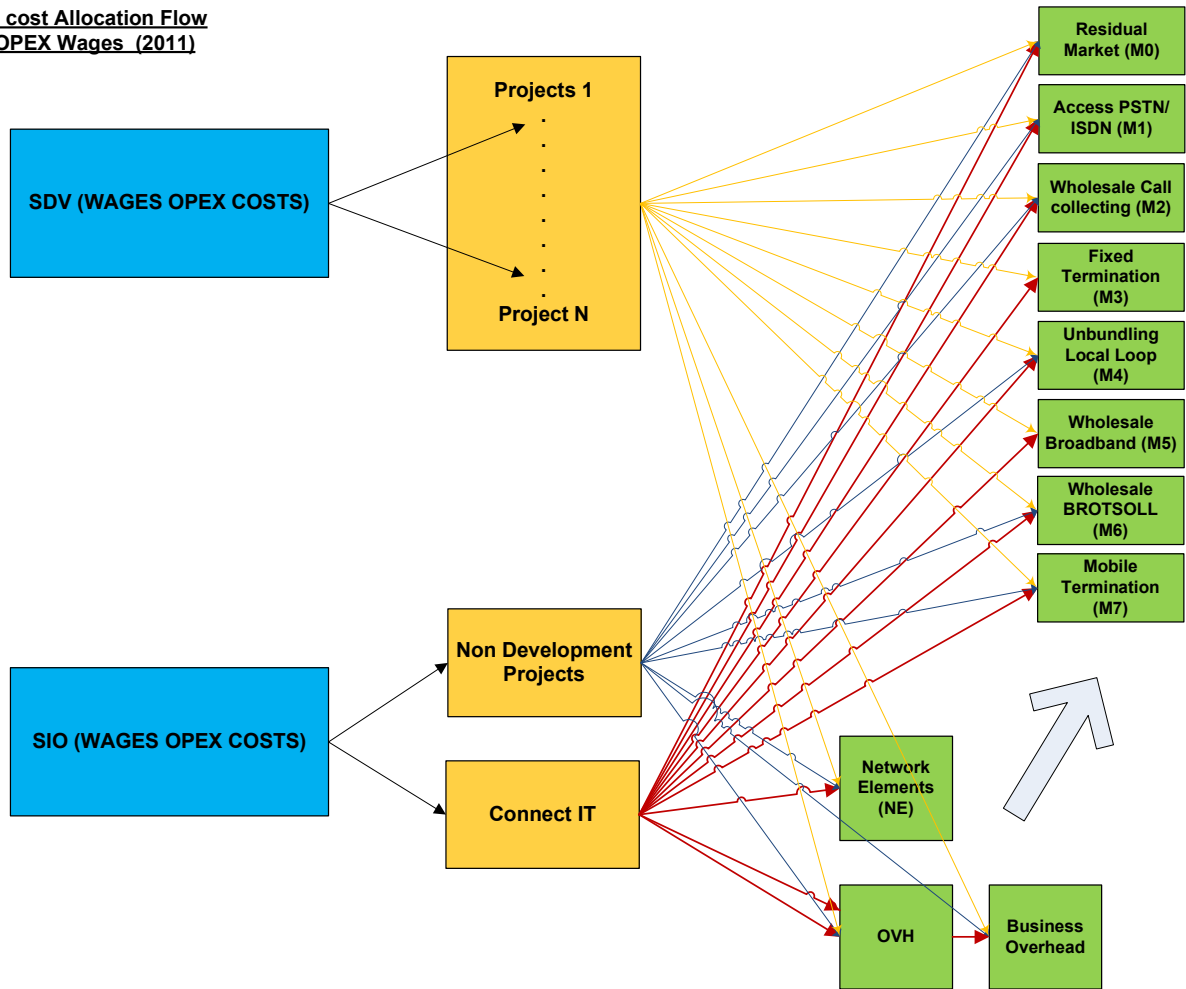 cost Allocation Flow
OPEX Wages (2011)
Projects 1
.
.
.
.
.
.
.
.
Project N
SDV (WAGES OPEX COSTS)
SIO (WAGES OPEX COSTS)
Non Development
Projects
Connect IT
Residual
Market (M0)
Access PSTN/
ISDN (M1)
Wholesale Call
collecting (M2)
Fixed
Termination
(M3)
Unbundling
Local Loop
(M4)
Wholesale
Broadband (M5)
Wholesale
BROTSOLL
(M6)
Mobile
Termination
(M7)
Network
Elements
(NE)
OVH
Business
Overhead